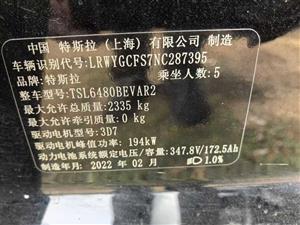 中国 特斯拉（上海）有限公司 制造
车辆识别代号: LRWYGCFS7NC287395
品牌: 特斯拉 乘坐人数: 5
整车型号: TSL6480BEVAR2
最大允许总质量: 2335 kg
最大允许牵引质量: 0 kg
驱动电机型号: 3D7
驱动电机峰值功率: 194kW
动力电池系统额定电压/容量: 347.8V/172.5Ah
制造年月: 2022 年 02 月 1.0%